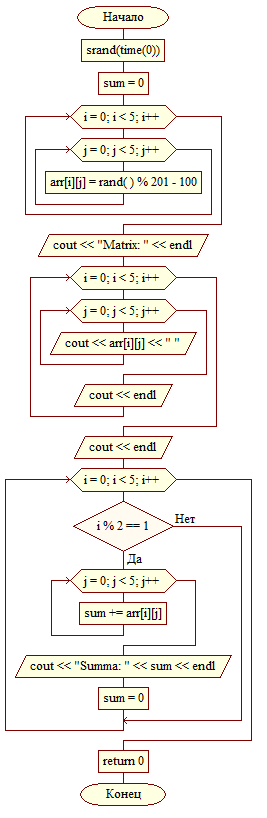 Начало
srand(time(0))
sum = 0
i = 0; i < 5; i++
j = 0; j < 5; j++
arr[i][j] = rand( ) % 201 - 100
cout << "Matrix: " << endl
i = 0; i < 5; i++
j = 0; j < 5; j++
cout << arr[i][j] << " "
cout << endl
cout << endl
i = 0; i < 5; i++
i % 2 == 1
Нет
Да
j = 0; j < 5; j++
sum += arr[i][j]
cout << "Summa: " << sum << endl
sum = 0
return 0
Конец